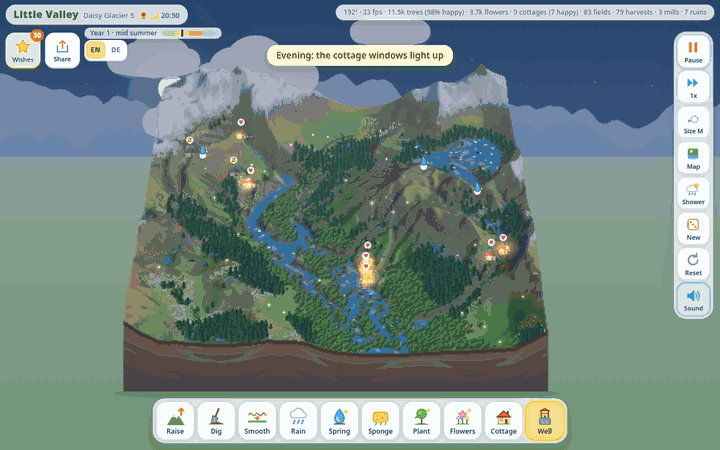 Little Valley Daisy Glacier 5 20:50
192² · 33 fps · 11.5k trees (98% happy) · 3.7k flowers · 9 cottages (7 happy) · 83 fields · 79 harvests · 3 mills · 7 ruins
30
Wishes
Share
Year 1 · mid summer
EN DE
Evening: the cottage windows light up
Pause
1x
Size M
Map
Shower
New
Reset
Sound
Raise Dig Smooth Rain Spring Sponge Plant Flowers Cottage Well